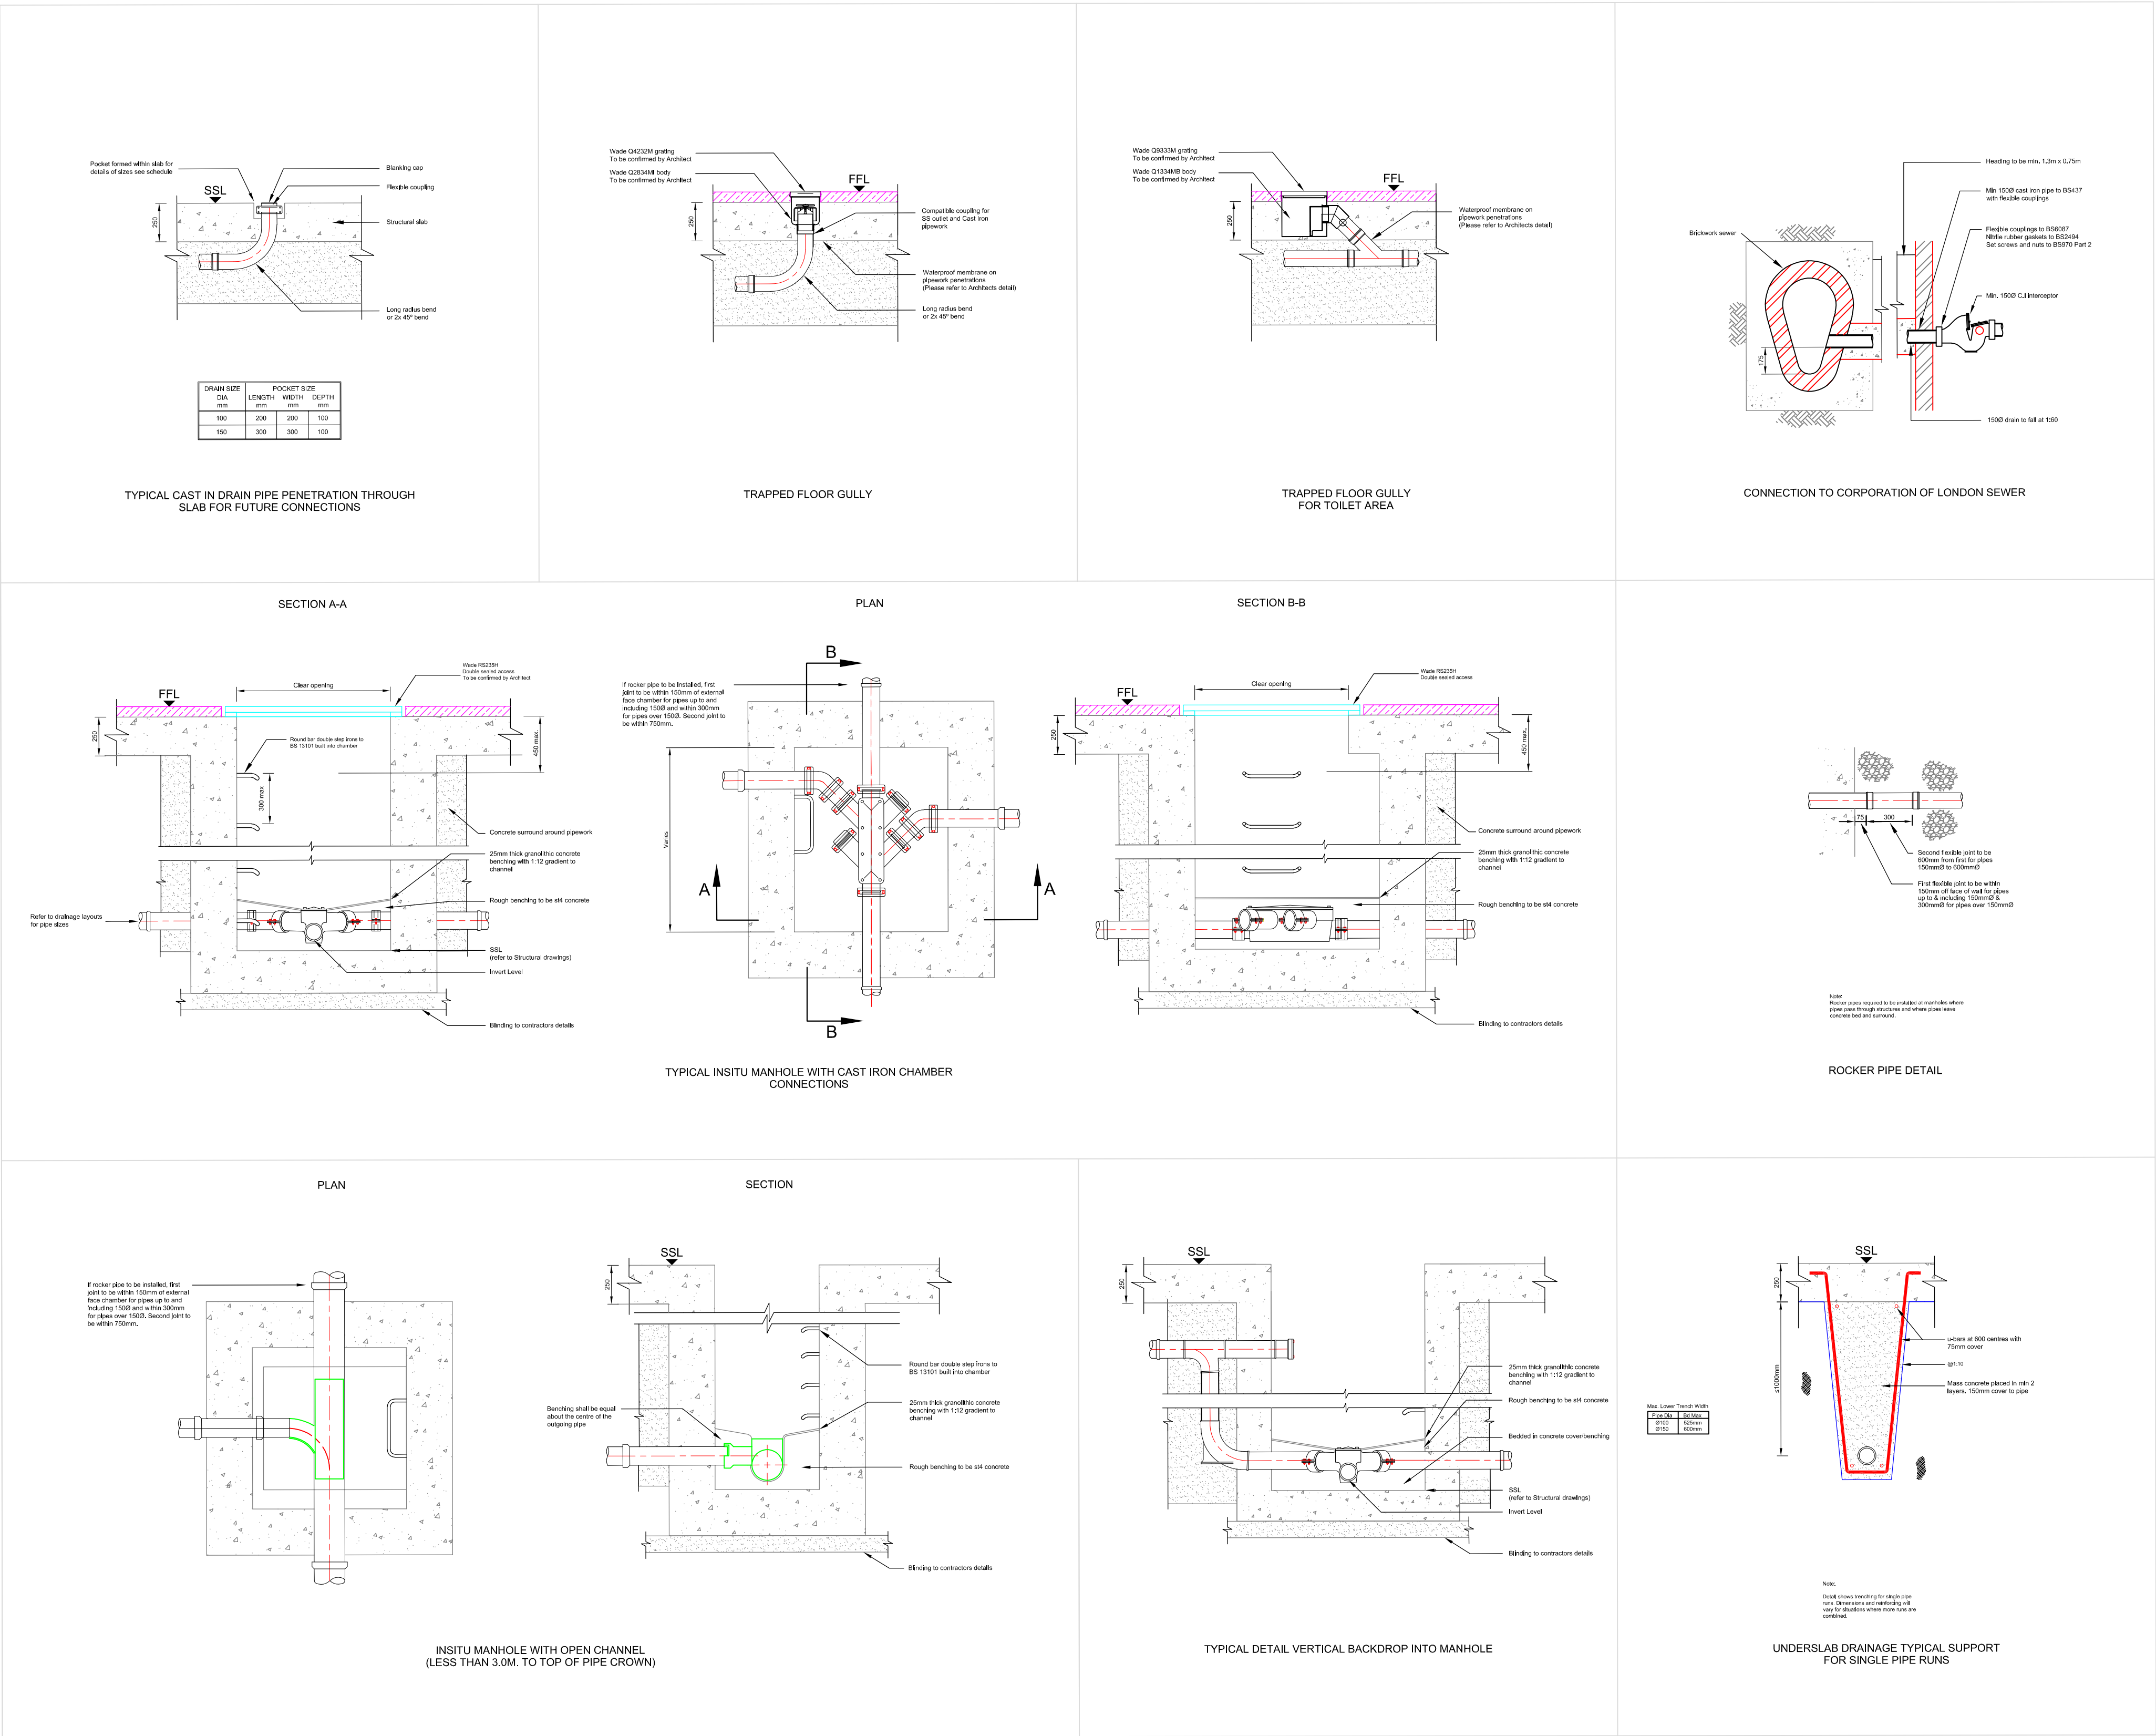 Pocket formed within slab for
details of sizes see schedule
SSL
250
Blanking cap
Flexible coupling
Structural slab
Long radius bend
or 2x 45° bend
DRAIN SIZE POCKET SIZE
DIA LENGTH WIDTH DEPTH
mm mm mm mm
100 200 200 100
150 300 300 100
TYPICAL CAST IN DRAIN PIPE PENETRATION THROUGH
SLAB FOR FUTURE CONNECTIONS
Wade Q4232M grating
To be confirmed by Architect
Wade Q2834MI body
To be confirmed by Architect
FFL
250
Compatible coupling for
SS outlet and Cast Iron
pipework
Waterproof membrane on
pipework penetrations
(Please refer to Architects detail)
Long radius bend
or 2x 45° bend
TRAPPED FLOOR GULLY
Wade Q9333M grating
To be confirmed by Architect
Wade Q1334MB body
To be confirmed by Architect
FFL
250
Waterproof membrane on
pipework penetrations
(Please refer to Architects detail)
TRAPPED FLOOR GULLY
FOR TOILET AREA
Brickwork sewer
175
Heading to be min. 1.3m x 0.75m
Min 150Ø cast iron pipe to BS437
with flexible couplings
Flexible couplings to BS6087
Nitrile rubber gaskets to BS2494
Set screws and nuts to BS970 Part 2
Min. 150Ø C.I interceptor
150Ø drain to fall at 1:60
CONNECTION TO CORPORATION OF LONDON SEWER
SECTION A-A
FFL
250
Clear opening
Wade RS235H
Double sealed access
To be confirmed by Architect
Round bar double step irons to
BS 13101 built into chamber
300 max
450 max.
Concrete surround around pipework
25mm thick granolithic concrete
benching with 1:12 gradient to
channel
Rough benching to be st4 concrete
Refer to drainage layouts
for pipe sizes
SSL
(refer to Structural drawings)
Invert Level
Blinding to contractors details
PLAN
B
If rocker pipe to be installed, first
joint to be within 150mm of external
face chamber for pipes up to and
including 150Ø and within 300mm
for pipes over 150Ø. Second joint to
be within 750mm.
Varies
A
A
B
TYPICAL INSITU MANHOLE WITH CAST IRON CHAMBER
CONNECTIONS
SECTION B-B
FFL
250
Clear opening
Wade RS235H
Double sealed access
450 max.
Concrete surround around pipework
25mm thick granolithic concrete
benching with 1:12 gradient to
channel
Rough benching to be st4 concrete
Blinding to contractors details
75
300
Second flexible joint to be
600mm from first for pipes
150mmØ to 600mmØ
First flexible joint to be within
150mm off face of wall for pipes
up to & including 150mmØ &
300mmØ for pipes over 150mmØ
Note:
Rocker pipes required to be installed at manholes where
pipes pass through structures and where pipes leave
concrete bed and surround.
ROCKER PIPE DETAIL
PLAN
If rocker pipe to be installed, first
joint to be within 150mm of external
face chamber for pipes up to and
including 150Ø and within 300mm
for pipes over 150Ø. Second joint to
be within 750mm.
SECTION
SSL
250
Round bar double step irons to
BS 13101 built into chamber
Benching shall be equal
about the centre of the
outgoing pipe
25mm thick granolithic concrete
benching with 1:12 gradient to
channel
Rough benching to be st4 concrete
Blinding to contractors details
INSITU MANHOLE WITH OPEN CHANNEL
(LESS THAN 3.0M. TO TOP OF PIPE CROWN)
SSL
250
25mm thick granolithic concrete
benching with 1:12 gradient to
channel
Rough benching to be st4 concrete
Bedded in concrete cover/benching
SSL
(refer to Structural drawings)
Invert Level
Blinding to contractors details
TYPICAL DETAIL VERTICAL BACKDROP INTO MANHOLE
SSL
250
≤1000mm
u-bars at 600 centres with
75mm cover
@1:10
Mass concrete placed in min 2
layers, 150mm cover to pipe
Max. Lower Trench Width
Pipe Dia Bd Max
Ø100 525mm
Ø150 600mm
Note:
Detail shows trenching for single pipe
runs. Dimensions and reinforcing will
vary for situations where more runs are
combined.
UNDERSLAB DRAINAGE TYPICAL SUPPORT
FOR SINGLE PIPE RUNS